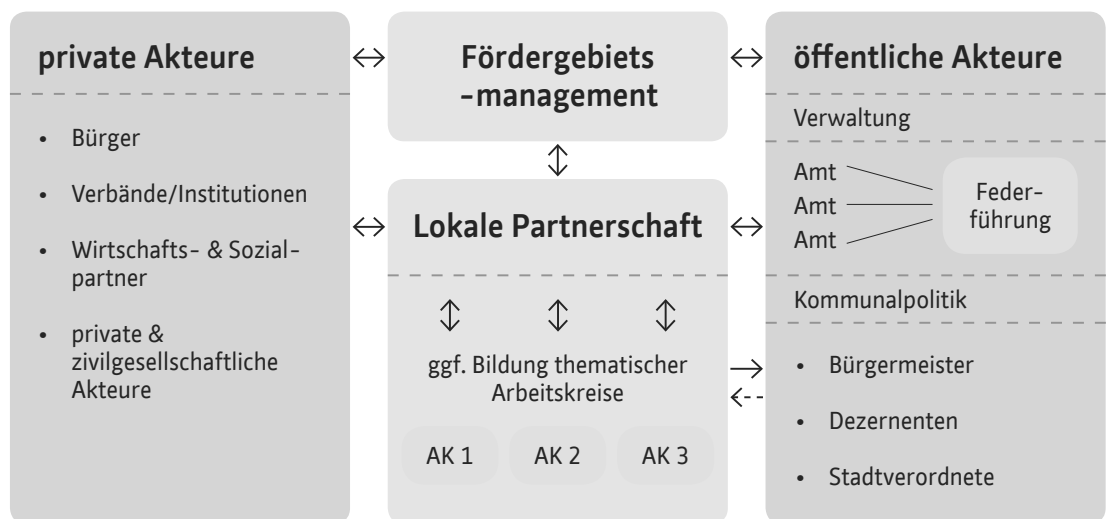 private Akteure
• Bürger
• Verbände/Institutionen
• Wirtschafts- & Sozial-
partner
• private &
zivilgesellschaftliche
Akteure
Fördergebiets
-management
Lokale Partnerschaft
ggf. Bildung thematischer
Arbeitskreise
AK 1
AK 2
AK 3
öffentliche Akteure
Verwaltung
Amt
Amt
Amt
Feder-
führung
Kommunalpolitik
• Bürgermeister
• Dezernenten
• Stadtverordnete